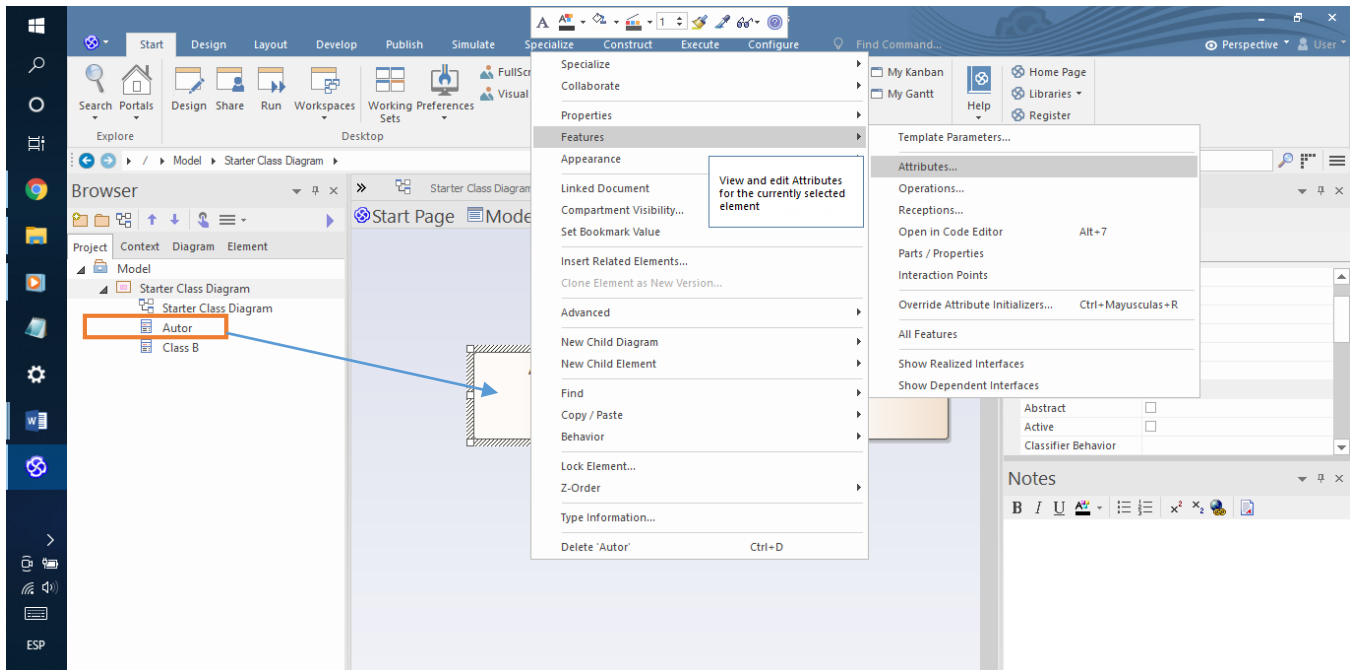 A 1
Start Design Layout Develop Publish Simulate Specialize Construct Execute Configure Find Command... Perspective User
Search Portals Design Share Run Workspaces Working Sets Preferences
FullScr
Visual
My Kanban
My Gantt
Help
Home Page
Libraries
Register
Explore Desktop
/ Model Starter Class Diagram
Browser
Project Context Diagram Element
Model
Starter Class Diagram
Starter Class Diagram
Autor
Class B
Starter Class Diagram
Start Page Mode
Specialize
Collaborate
Properties
Features
Appearance
Linked Document
Compartment Visibility...
Set Bookmark Value
Insert Related Elements...
Clone Element as New Version...
Advanced
New Child Diagram
New Child Element
Find
Copy / Paste
Behavior
Lock Element...
Z-Order
Type Information...
Delete 'Autor' Ctrl+D
View and edit Attributes
for the currently selected
element
Template Parameters...
Attributes...
Operations...
Receptions...
Open in Code Editor Alt+7
Parts / Properties
Interaction Points
Override Attribute Initializers... Ctrl+Mayusculas+R
All Features
Show Realized Interfaces
Show Dependent Interfaces
Abstract
Active
Classifier Behavior
Notes
B I U x² x₂
ESP